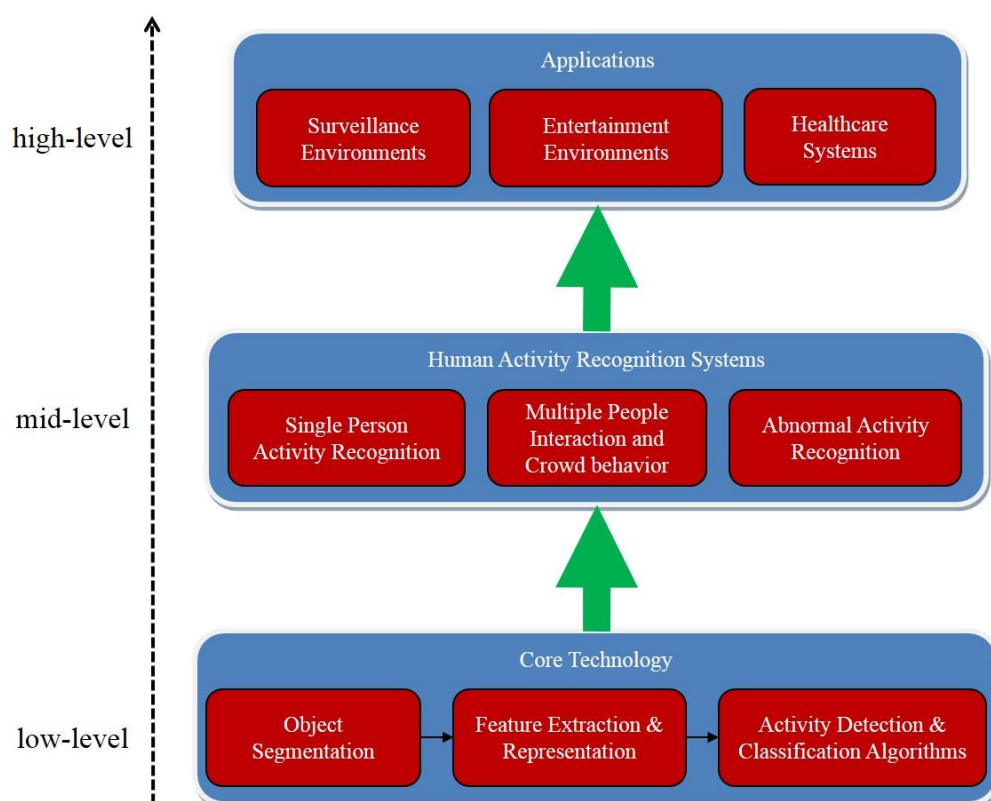 Applications
high-level
Surveillance
Environments
Entertainment
Environments
Healthcare
Systems
Human Activity Recognition Systems
mid-level
Single Person
Activity Recognition
Multiple People
Interaction and
Crowd behavior
Abnormal Activity
Recognition
Core Technology
low-level
Object
Segmentation
Feature Extraction &
Representation
Activity Detection &
Classification Algorithms